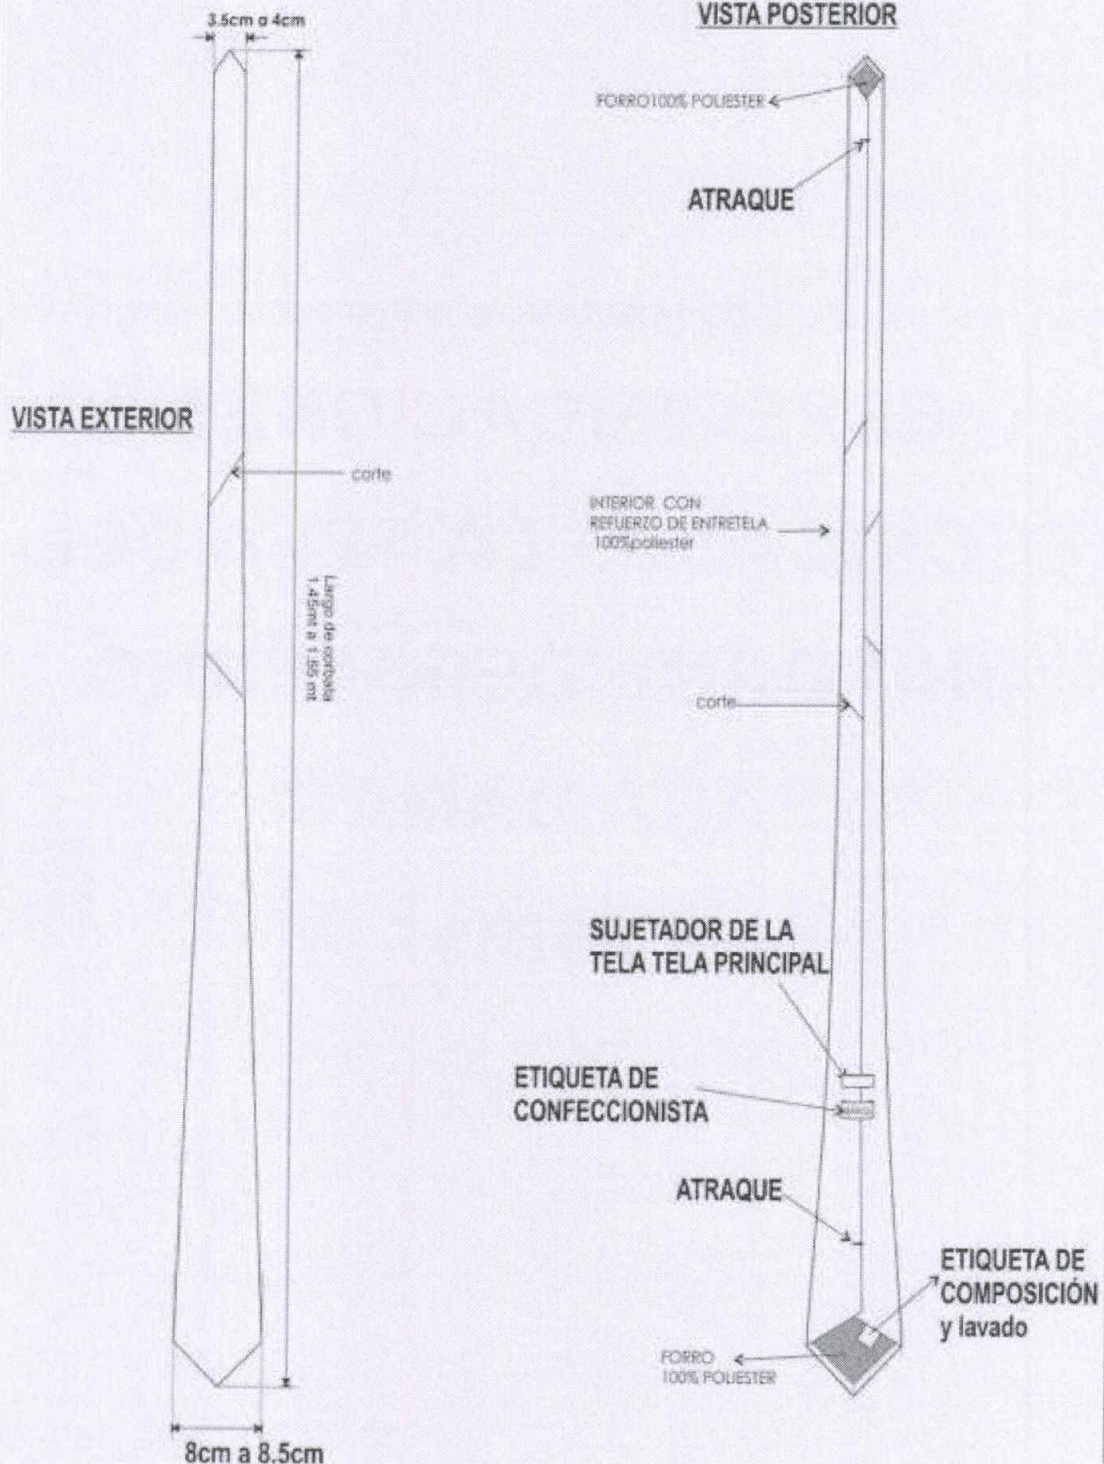 3.5cm a 4cm
VISTA POSTERIOR
FORRO100% POLIESTER
ATRAQUE
VISTA EXTERIOR
corte
INTERIOR CON
REFUERZO DE ENTRETELA
100%poliester
Largo de corbata
1.45mt a 1.55 mt
corte
SUJETADOR DE LA
TELA TELA PRINCIPAL
ETIQUETA DE
CONFECCIONISTA
ATRAQUE
ETIQUETA DE
COMPOSICIÓN
y lavado
FORRO
100% POLIESTER
8cm a 8.5cm